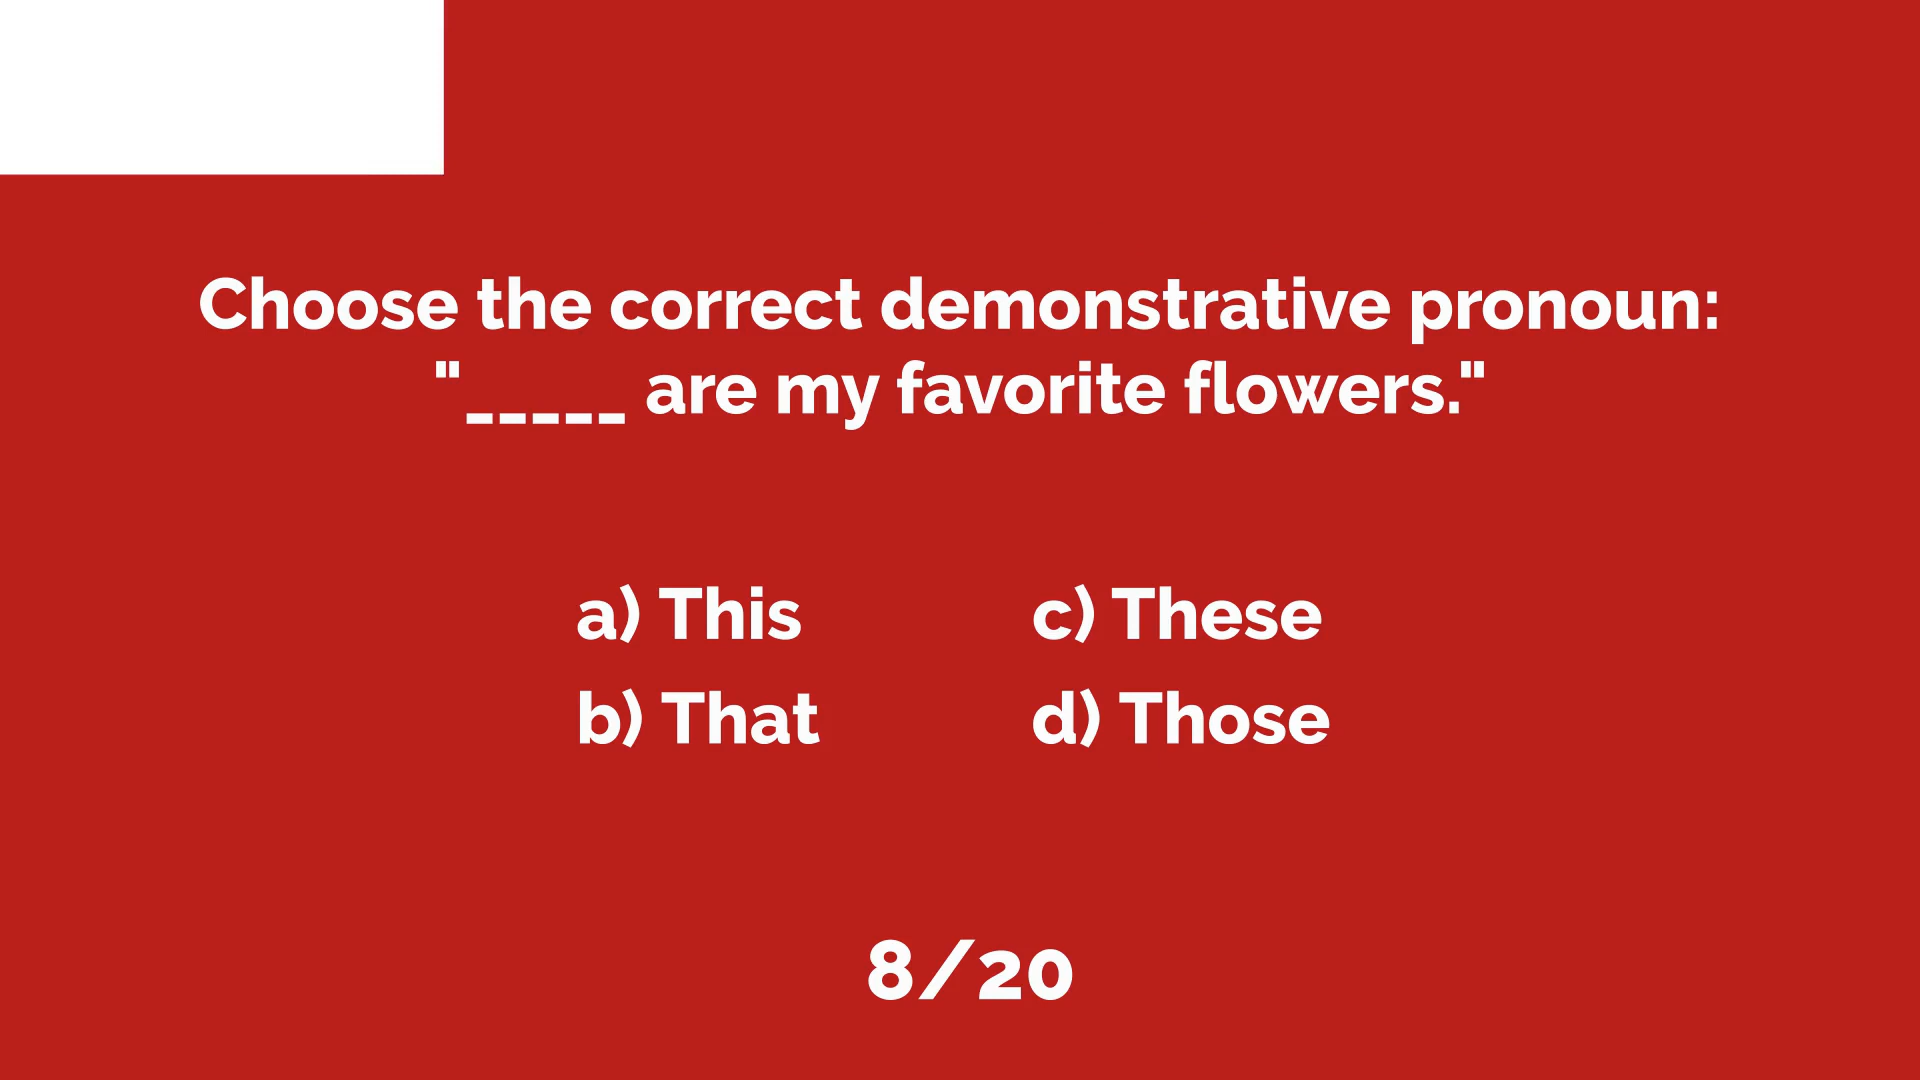 Choose the correct demonstrative pronoun:
"_____ are my favorite flowers."
a) This
b) That
c) These
d) Those
8/20